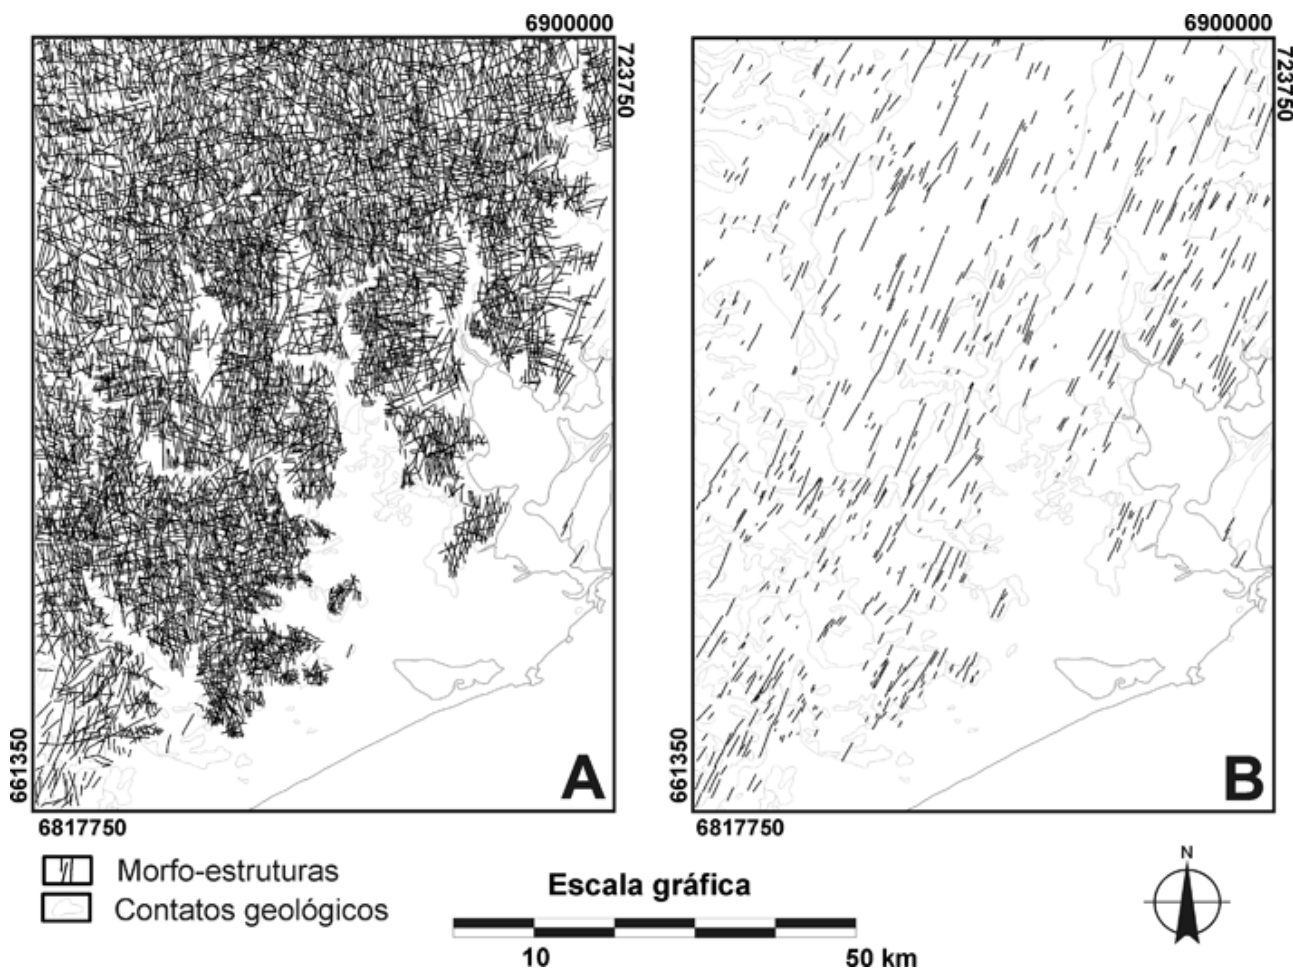 6900000
723750
A
661350
6817750
6900000
723750
B
661350
6817750
Morfo-estruturas
Contatos geológicos
Escala gráfica
10
50 km
N